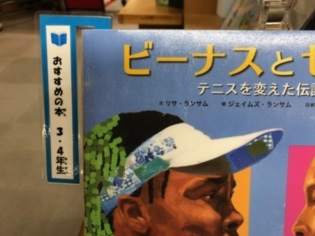 おすすめの本 3・4年生
ビーナスとセ
テニスを変えた伝説
文 リサ・ランサム 絵 ジェイムズ・ランサム